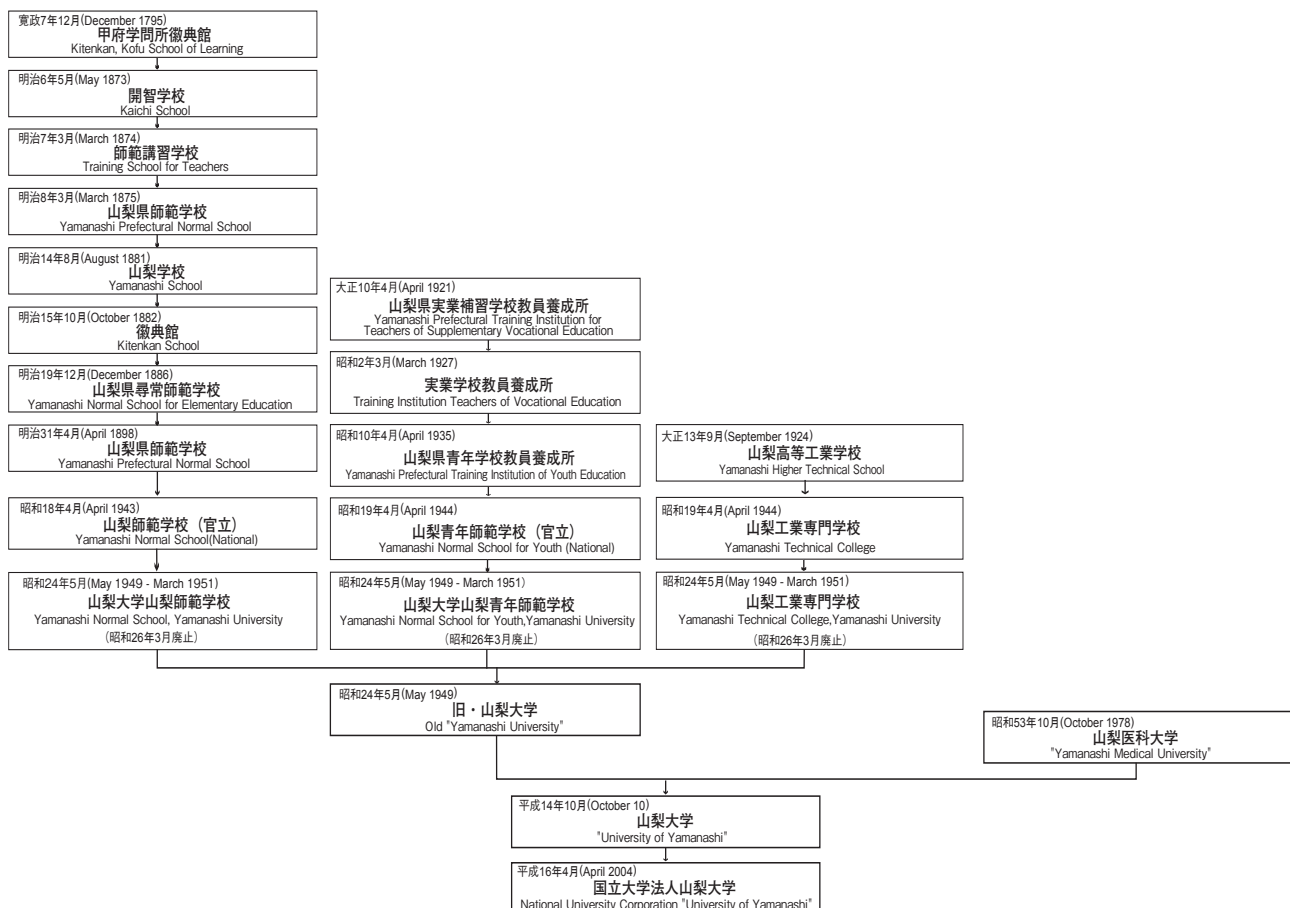 寛政7年12月(December 1795)
甲府学問所徽典館
Kitenkan, Kofu School of Learning
明治6年5月(May 1873)
開智学校
Kaichi School
明治7年3月(March 1874)
師範講習学校
Training School for Teachers
明治8年3月(March 1875)
山梨県師範学校
Yamanashi Prefectural Normal School
明治14年8月(August 1881)
山梨学校
Yamanashi School
明治15年10月(October 1882)
徽典館
Kitenkan School
明治19年12月(December 1886)
山梨県尋常師範学校
Yamanashi Normal School for Elementary Education
明治31年4月(April 1898)
山梨県師範学校
Yamanashi Prefectural Normal School
昭和18年4月(April 1943)
山梨師範学校（官立）
Yamanashi Normal School(National)
昭和24年5月(May 1949 - March 1951)
山梨大学山梨師範学校
Yamanashi Normal School, Yamanashi University
（昭和26年3月廃止）
大正10年4月(April 1921)
山梨県実業補習学校教員養成所
Yamanashi Prefectural Training Institution for
Teachers of Supplementary Vocational Education
昭和2年3月(March 1927)
実業学校教員養成所
Training Institution Teachers of Vocational Education
昭和10年4月(April 1935)
山梨県青年学校教員養成所
Yamanashi Prefectural Training Institution of Youth Education
昭和19年4月(April 1944)
山梨青年師範学校（官立）
Yamanashi Normal School for Youth (National)
昭和24年5月(May 1949 - March 1951)
山梨大学山梨青年師範学校
Yamanashi Normal School for Youth,Yamanashi University
（昭和26年3月廃止）
大正13年9月(September 1924)
山梨高等工業学校
Yamanashi Higher Technical School
昭和19年4月(April 1944)
山梨工業専門学校
Yamanashi Technical College
昭和24年5月(May 1949 - March 1951)
山梨工業専門学校
Yamanashi Technical College,Yamanashi University
（昭和26年3月廃止）
昭和24年5月(May 1949)
旧・山梨大学
Old "Yamanashi University"
昭和53年10月(October 1978)
山梨医科大学
"Yamanashi Medical University"
平成14年10月(October 10)
山梨大学
"University of Yamanashi"
平成16年4月(April 2004)
国立大学法人山梨大学
National University Corporation "University of Yamanashi"